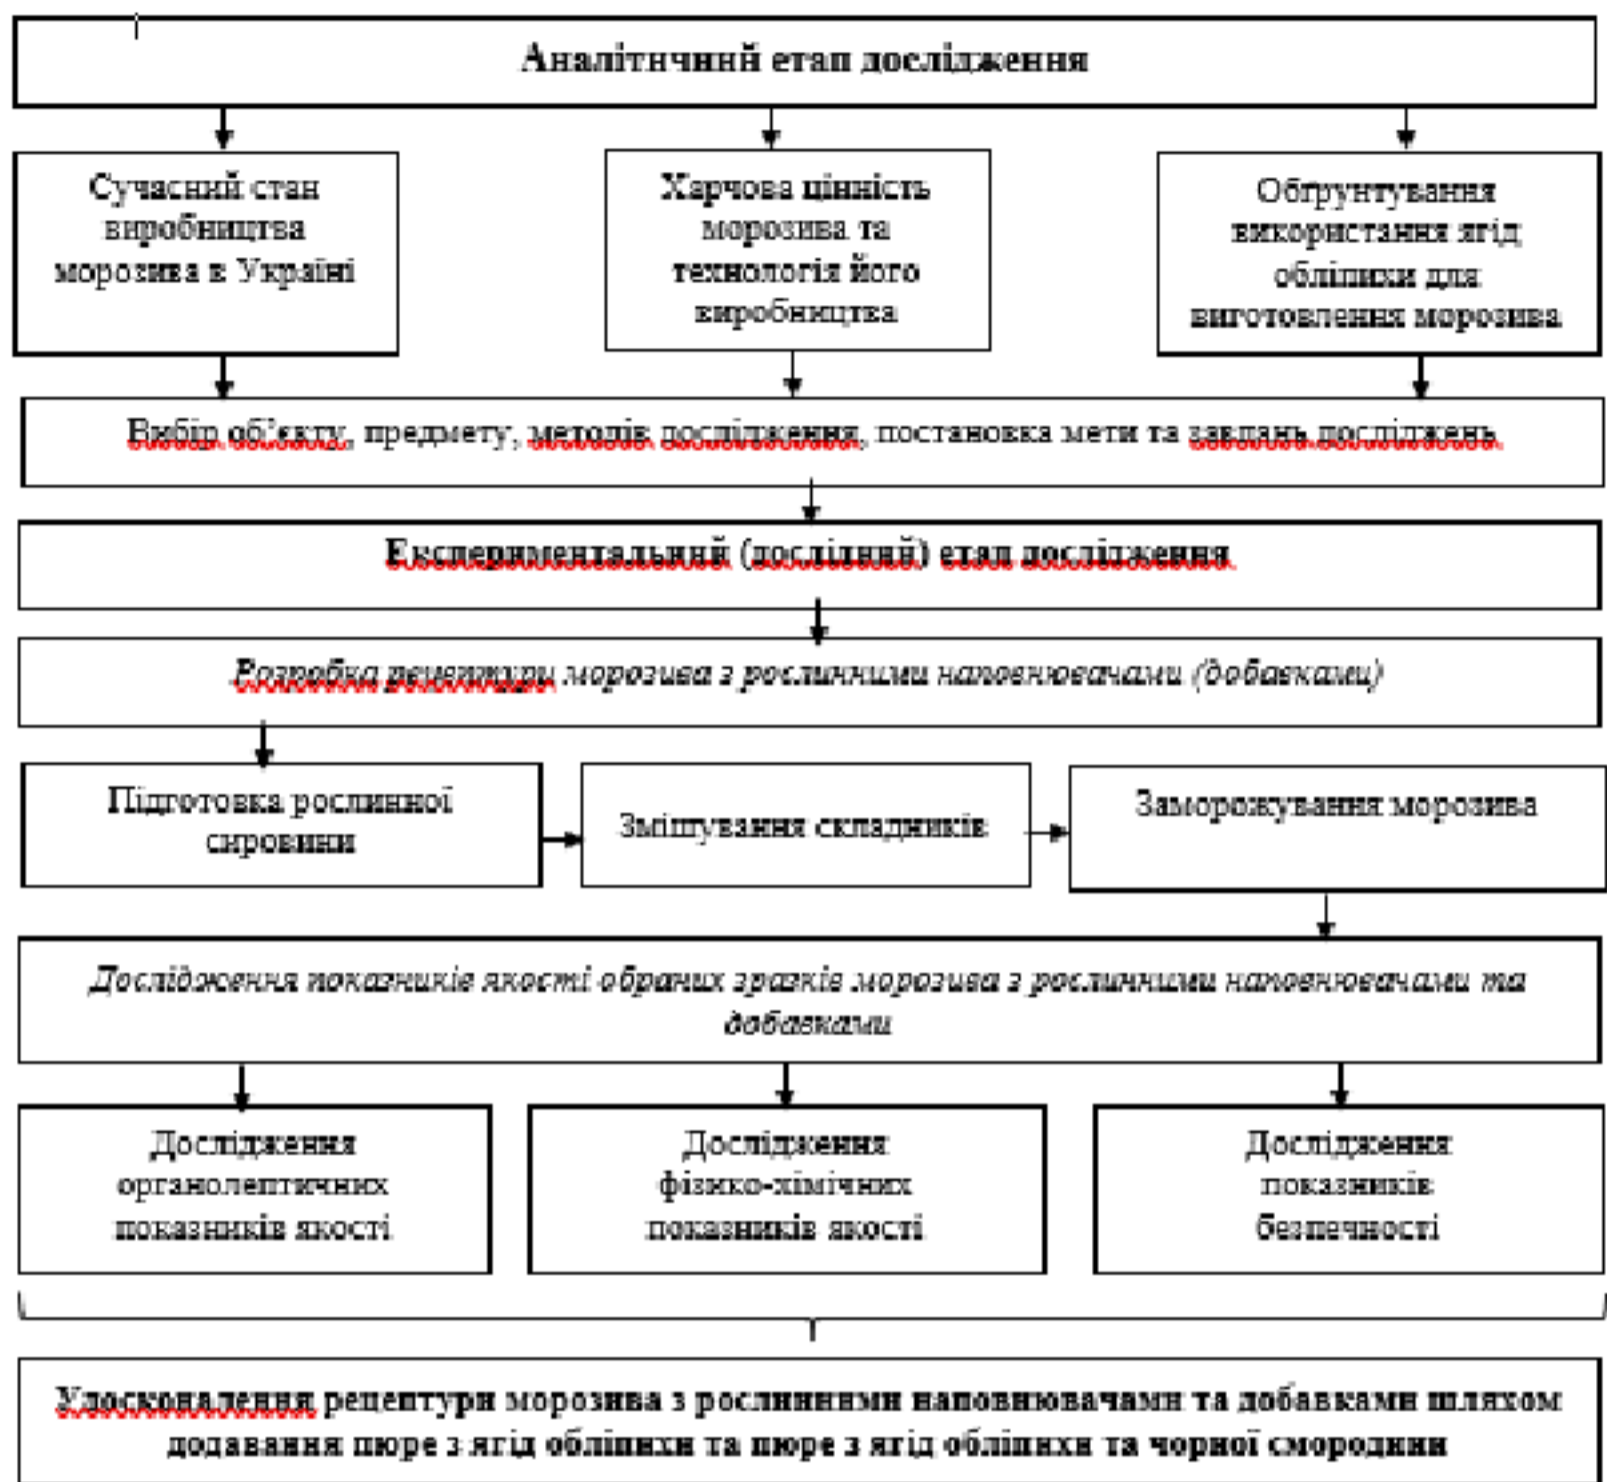 Аналітичний етап дослідження
Сучасний стан
виробництва
морозива в Україні
Харчова цінність
морозива та
технологія його
виробництва
Обґрунтування
використання ягід
обліпихи для
виготовлення морозива
Вибір об'єкту, предмету, методів дослідження, постановка мети та завдань досліджень
Експериментальний (дослідний) етап дослідження
Розробка рецептури морозива з рослинними наповнювачами (добавками)
Підготовка рослинної
сировини
Змішування складників
Заморожування морозива
Дослідження показників якості обраних зразків морозива з рослинними наповнювачами та
добавками
Дослідження
органолептичних
показників якості
Дослідження
фізико-хімічних
показників якості
Дослідження
показників
безпечності
Удосконалення рецептури морозива з рослинними наповнювачами та добавками шляхом
додавання пюре з ягід обліпихи та пюре з ягід обліпихи та чорної смородини